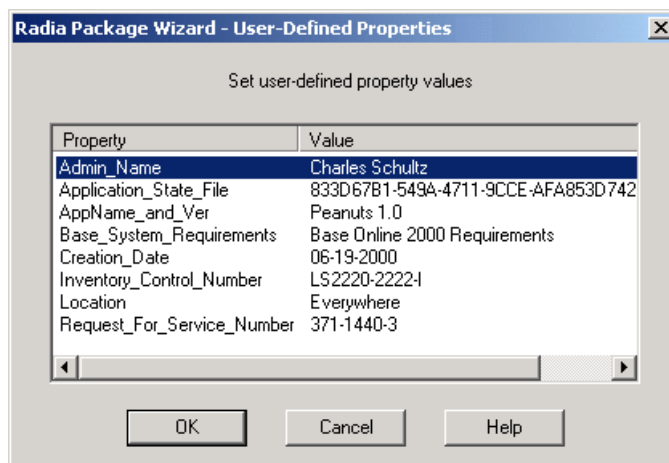 Radia Package Wizard - User-Defined Properties
Set user-defined property values
Property Value
Admin_Name Charles Schultz
Application_State_File 833D67B1-549A-4711-9CCE-AFA853D742
AppName_and_Ver Peanuts 1.0
Base_System_Requirements Base Online 2000 Requirements
Creation_Date 06-19-2000
Inventory_Control_Number LS2220-2222-I
Location Everywhere
Request_For_Service_Number 371-1440-3
OK Cancel Help